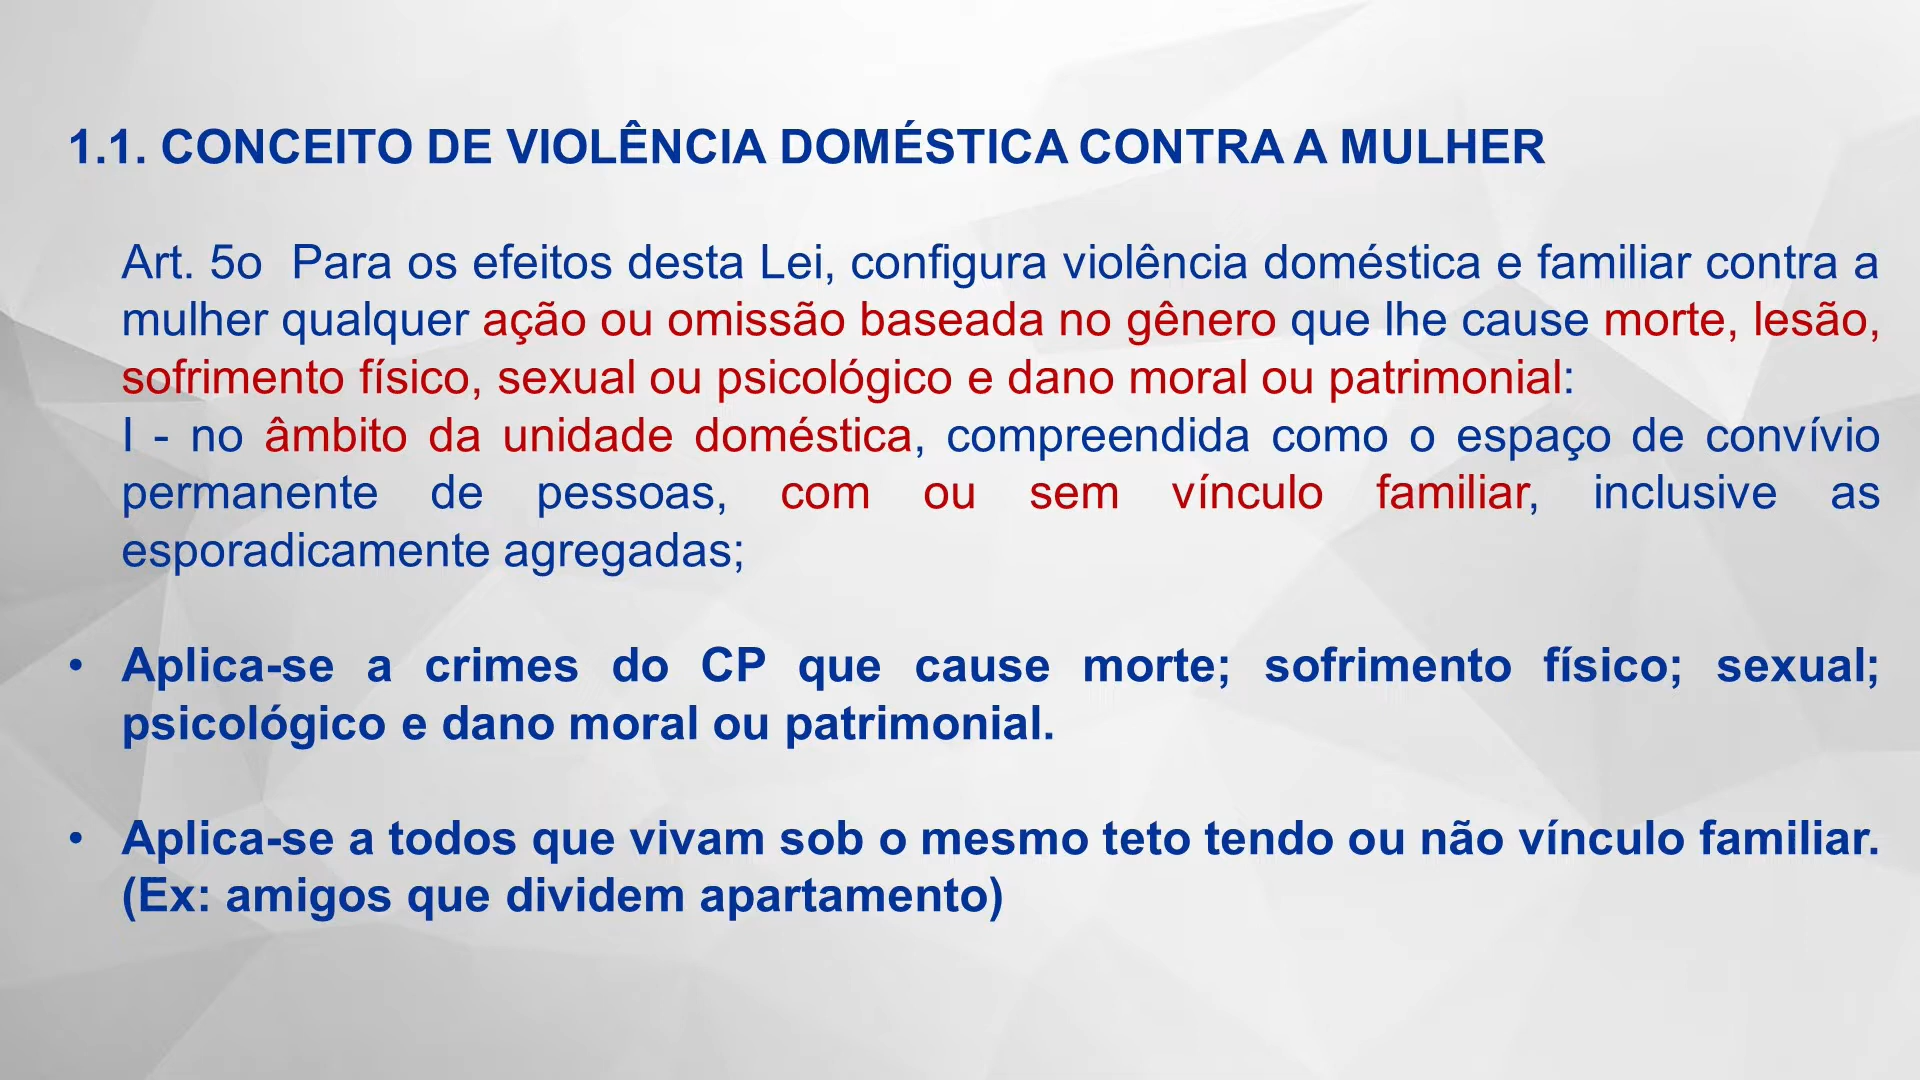 1.1. CONCEITO DE VIOLÊNCIA DOMÉSTICA CONTRA A MULHER
Art. 5o  Para os efeitos desta Lei, configura violência doméstica e familiar contra a
mulher qualquer ação ou omissão baseada no gênero que lhe cause morte, lesão,
sofrimento físico, sexual ou psicológico e dano moral ou patrimonial:
I - no âmbito da unidade doméstica, compreendida como o espaço de convívio
permanente de pessoas, com ou sem vínculo familiar, inclusive as
esporadicamente agregadas;
• Aplica-se a crimes do CP que cause morte; sofrimento físico; sexual;
psicológico e dano moral ou patrimonial.
• Aplica-se a todos que vivam sob o mesmo teto tendo ou não vínculo familiar.
(Ex: amigos que dividem apartamento)